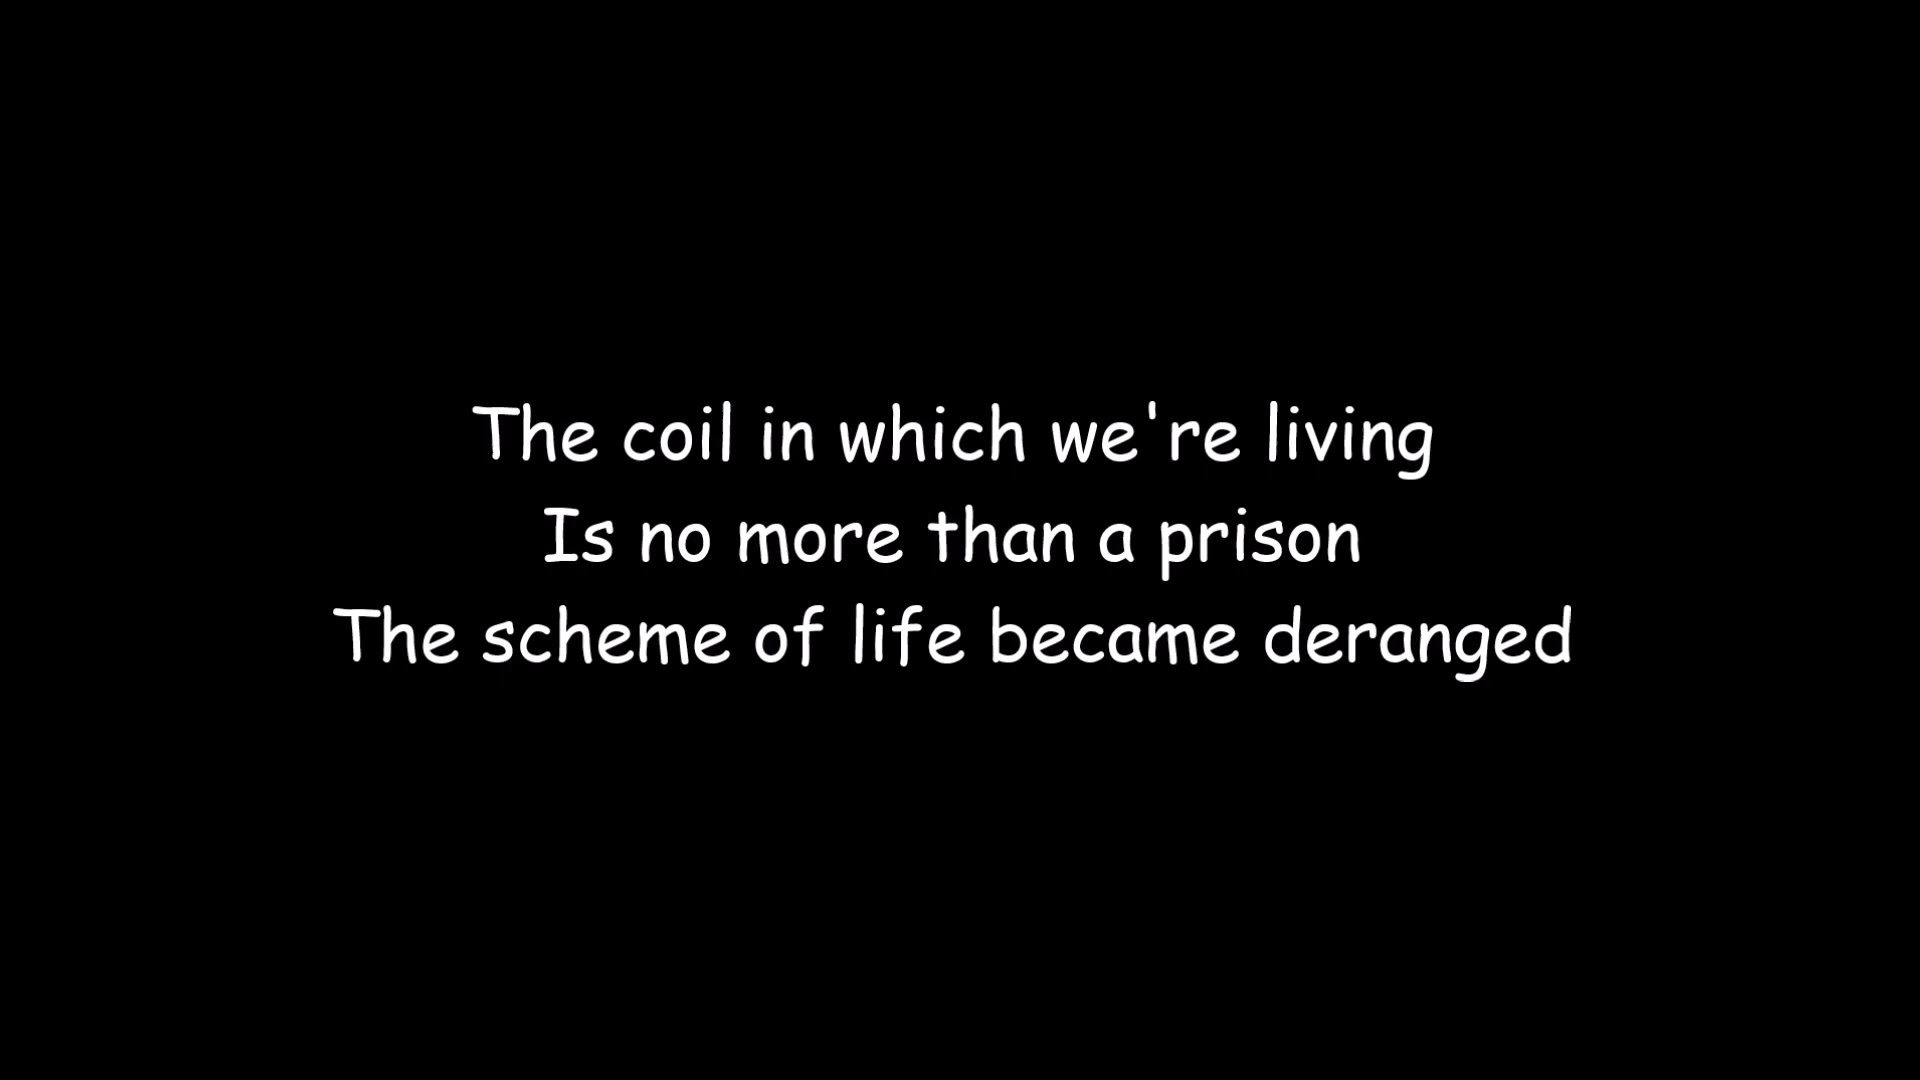 The coil in which we're living
Is no more than a prison
The scheme of life became deranged